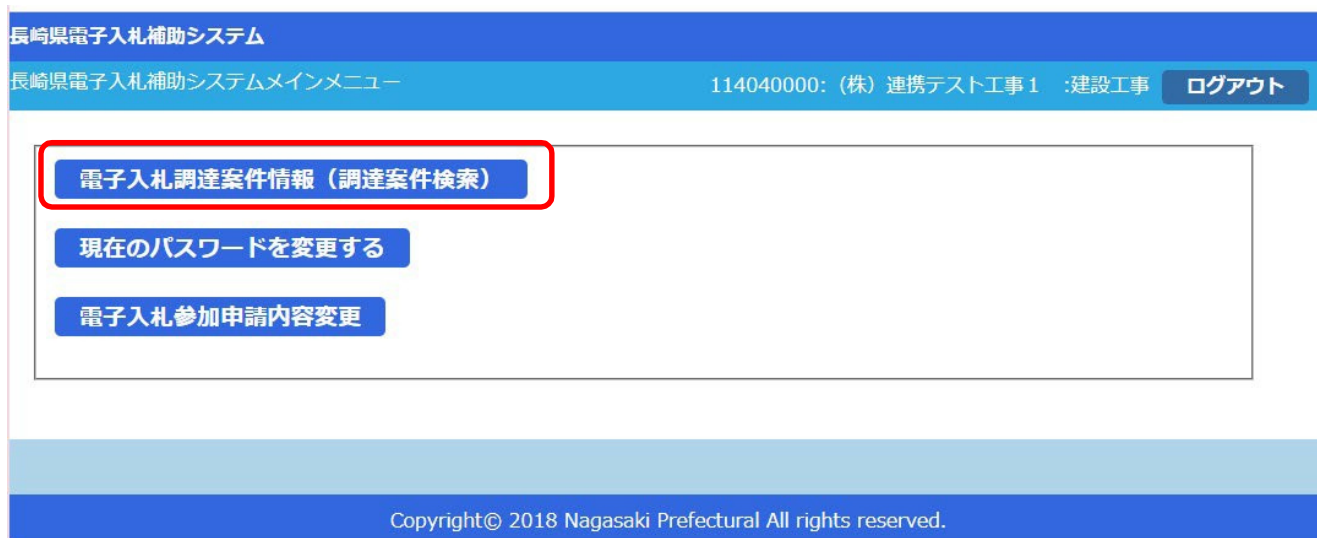 長崎県電子入札補助システム
長崎県電子入札補助システムメインメニュー 114040000:（株）連携テスト工事１ :建設工事 ログアウト
電子入札調達案件情報（調達案件検索）
現在のパスワードを変更する
電子入札参加申請内容変更
Copyright© 2018 Nagasaki Prefectural All rights reserved.